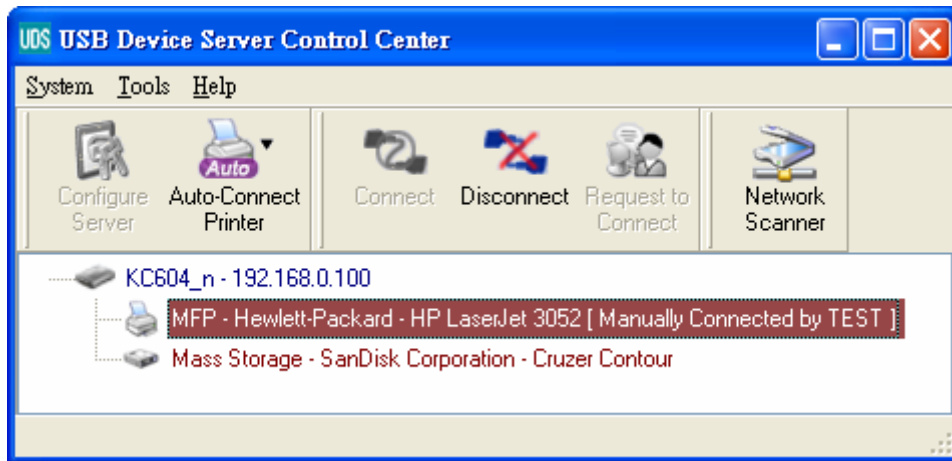 UDS USB Device Server Control Center
System Tools Help
Configure Server
Auto
Auto-Connect Printer
Connect
Disconnect
Request to Connect
Network Scanner
KC604_n - 192.168.0.100
MFP - Hewlett-Packard - HP LaserJet 3052 [ Manually Connected by TEST ]
Mass Storage - SanDisk Corporation - Cruzer Contour